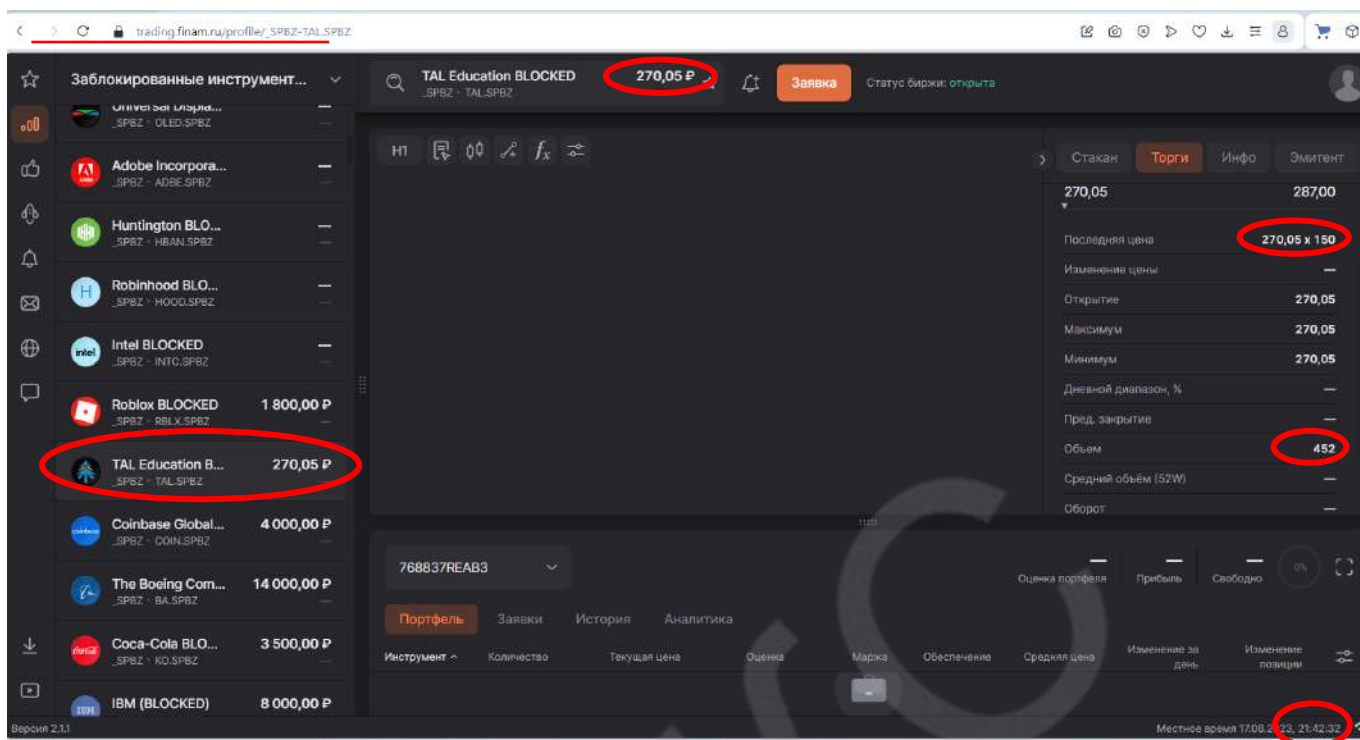 trading.finam.ru/profile/_SPBZ-TAL.SPBZ
Заблокированные инструмент...
TAL Education BLOCKED
270,05 ₽
_SPBZ · TAL.SPBZ
Заявка
Статус биржи: открыта
Universal Displa...
—
_SPBZ · OLED.SPBZ
—
Adobe Incorpora...
—
_SPBZ · ADBE.SPBZ
—
Huntington BLO...
—
_SPBZ · HBAN.SPBZ
—
Robinhood BLO...
—
_SPBZ · HOOD.SPBZ
—
Intel BLOCKED
—
_SPBZ · INTC.SPBZ
—
Roblox BLOCKED
1 800,00 ₽
_SPBZ · RBLX.SPBZ
—
TAL Education B...
270,05 ₽
_SPBZ · TAL.SPBZ
—
Coinbase Global...
4 000,00 ₽
_SPBZ · COIN.SPBZ
—
The Boeing Com...
14 000,00 ₽
_SPBZ · BA.SPBZ
—
Coca-Cola BLO...
3 500,00 ₽
_SPBZ · KO.SPBZ
—
IBM (BLOCKED)
8 000,00 ₽
H1
fx
Стакан Торги Инфо Эмитент
270,05 287,00
Последняя цена 270,05 x 150
Изменение цены —
Открытие 270,05
Максимум 270,05
Минимум 270,05
Дневной диапазон, % —
Пред. закрытие —
Объем 452
Средний объём (52W) —
Оборот —
768837REAB3
— — — 0%
Оценка портфеля Прибыль Свободно
Портфель Заявки История Аналитика
Инструмент Количество Текущая цена Оценка Маржа Обеспечение Средняя цена Изменение за день Изменение позиции
Версия 2.1.1
Местное время 17.08.2023, 21:42:32